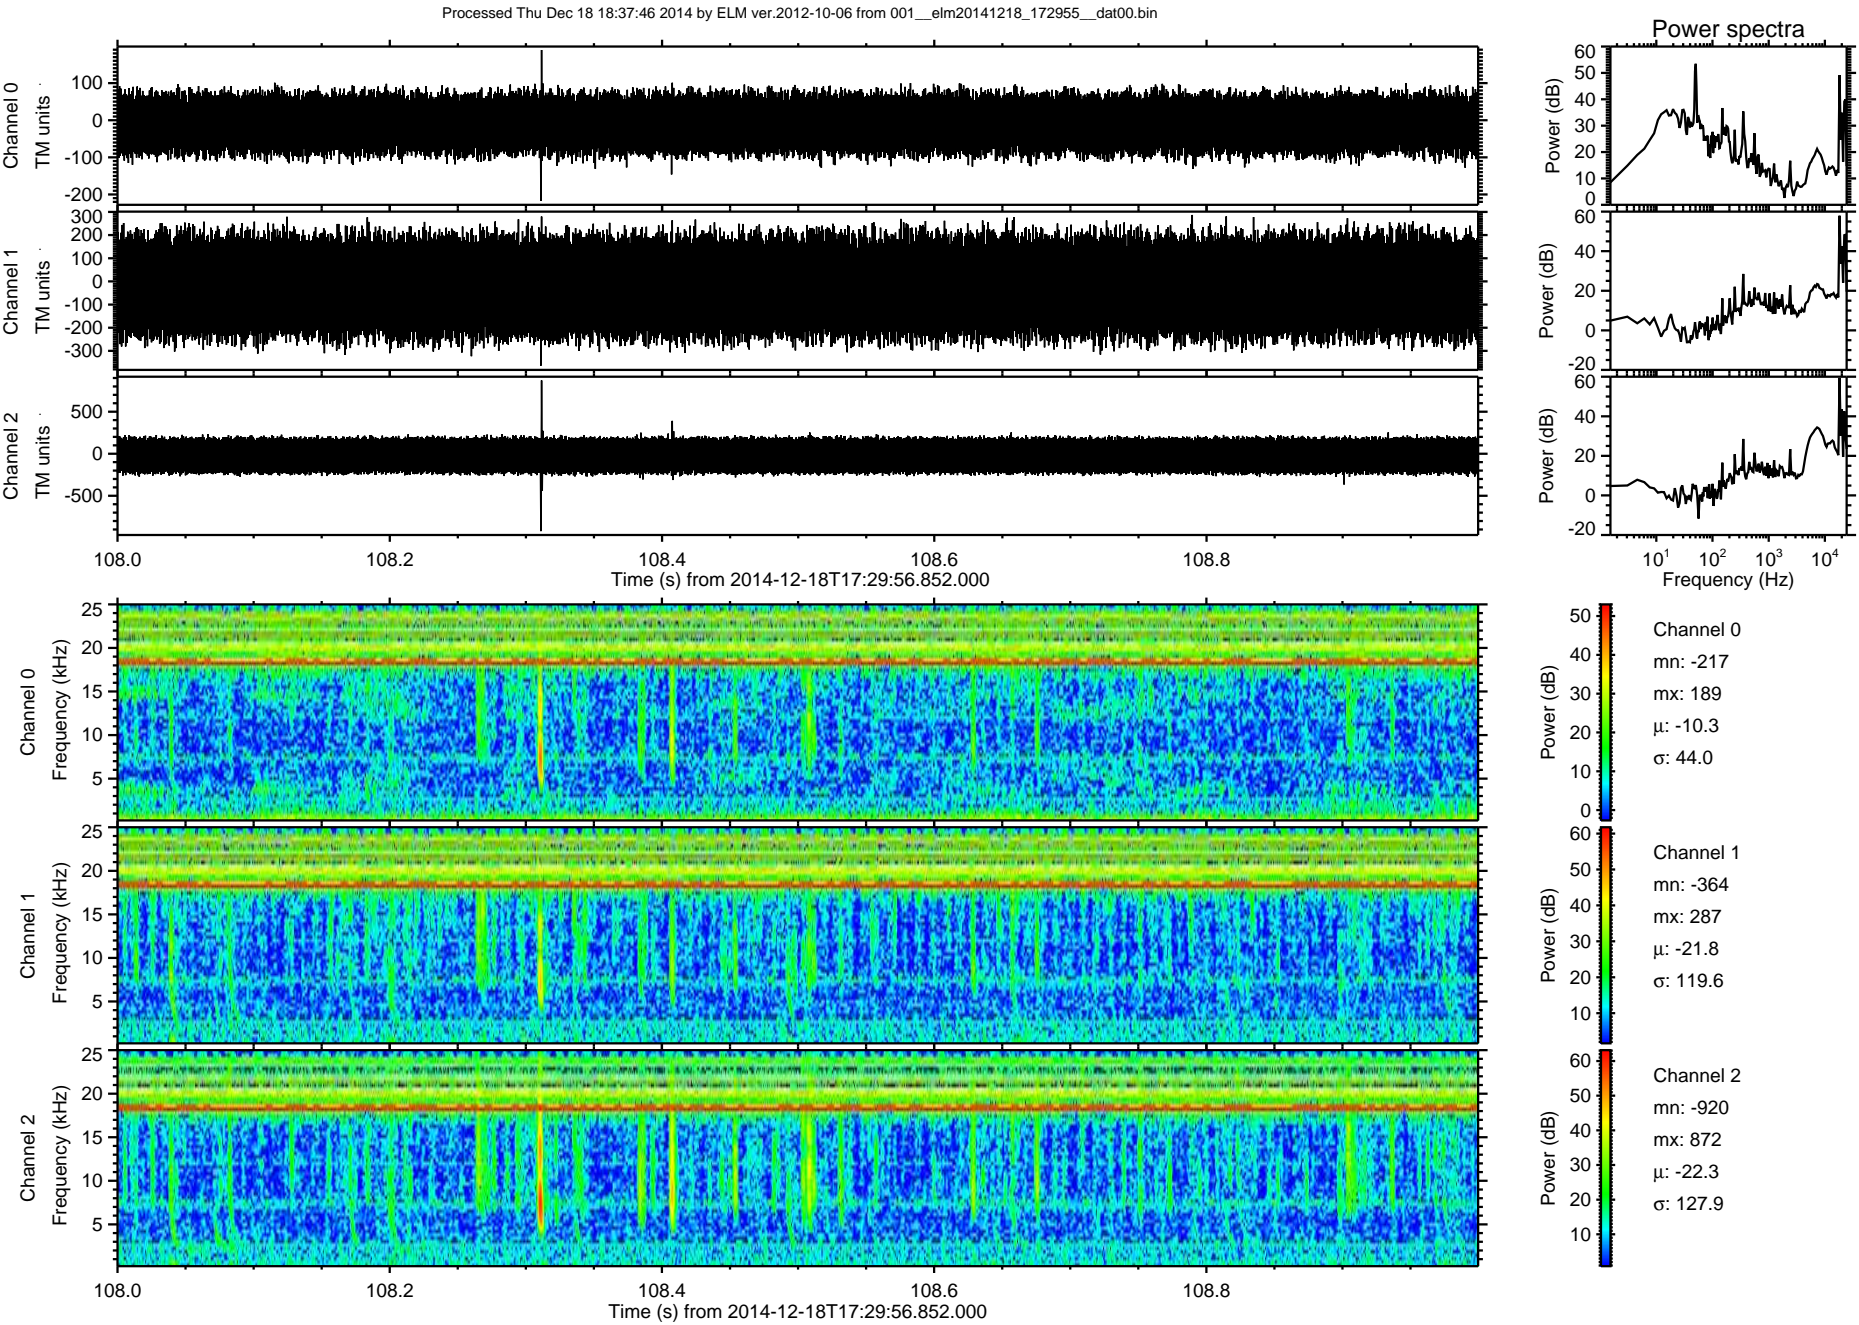 Processed Thu Dec 18 18:37:46 2014 by ELM ver.2012-10-06 from 001__elm20141218_172955__dat00.bin
Power spectra
Channel 0
TM units
100
0
-100
-200
Power (dB)
60
50
40
30
20
10
0
Channel 1
TM units
300
200
100
0
-100
-200
-300
Power (dB)
60
40
20
0
-20
Channel 2
TM units
500
0
-500
Power (dB)
60
40
20
0
-20
108.0 108.2 108.4 108.6 108.8
Time (s) from 2014-12-18T17:29:56.852.000
10¹ 10² 10³ 10⁴
Frequency (Hz)
Channel 0
Frequency (kHz)
25
20
15
10
5
Power (dB)
50
40
30
20
10
0
Channel 0
mn: -217
mx: 189
μ: -10.3
σ: 44.0
Channel 1
Frequency (kHz)
25
20
15
10
5
Power (dB)
60
50
40
30
20
10
Channel 1
mn: -364
mx: 287
μ: -21.8
σ: 119.6
Channel 2
Frequency (kHz)
25
20
15
10
5
Power (dB)
60
50
40
30
20
10
Channel 2
mn: -920
mx: 872
μ: -22.3
σ: 127.9
108.0 108.2 108.4 108.6 108.8
Time (s) from 2014-12-18T17:29:56.852.000